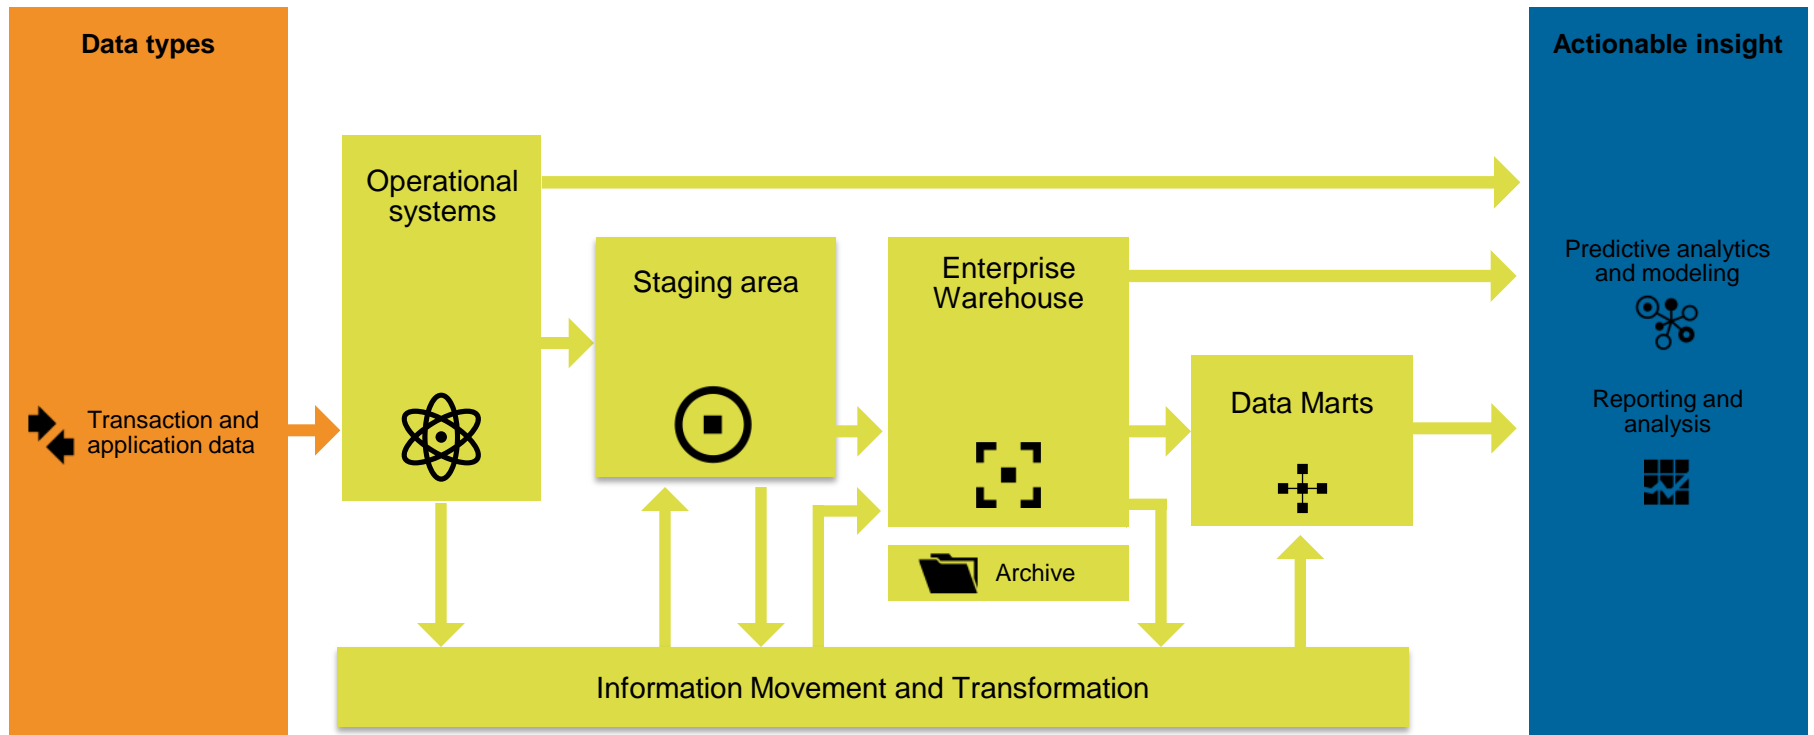 Data types
Actionable insight
Operational
systems
Staging area
Enterprise
Warehouse
Predictive analytics
and modeling
Data Marts
Reporting and
analysis
Transaction and
application data
Archive
Information Movement and Transformation